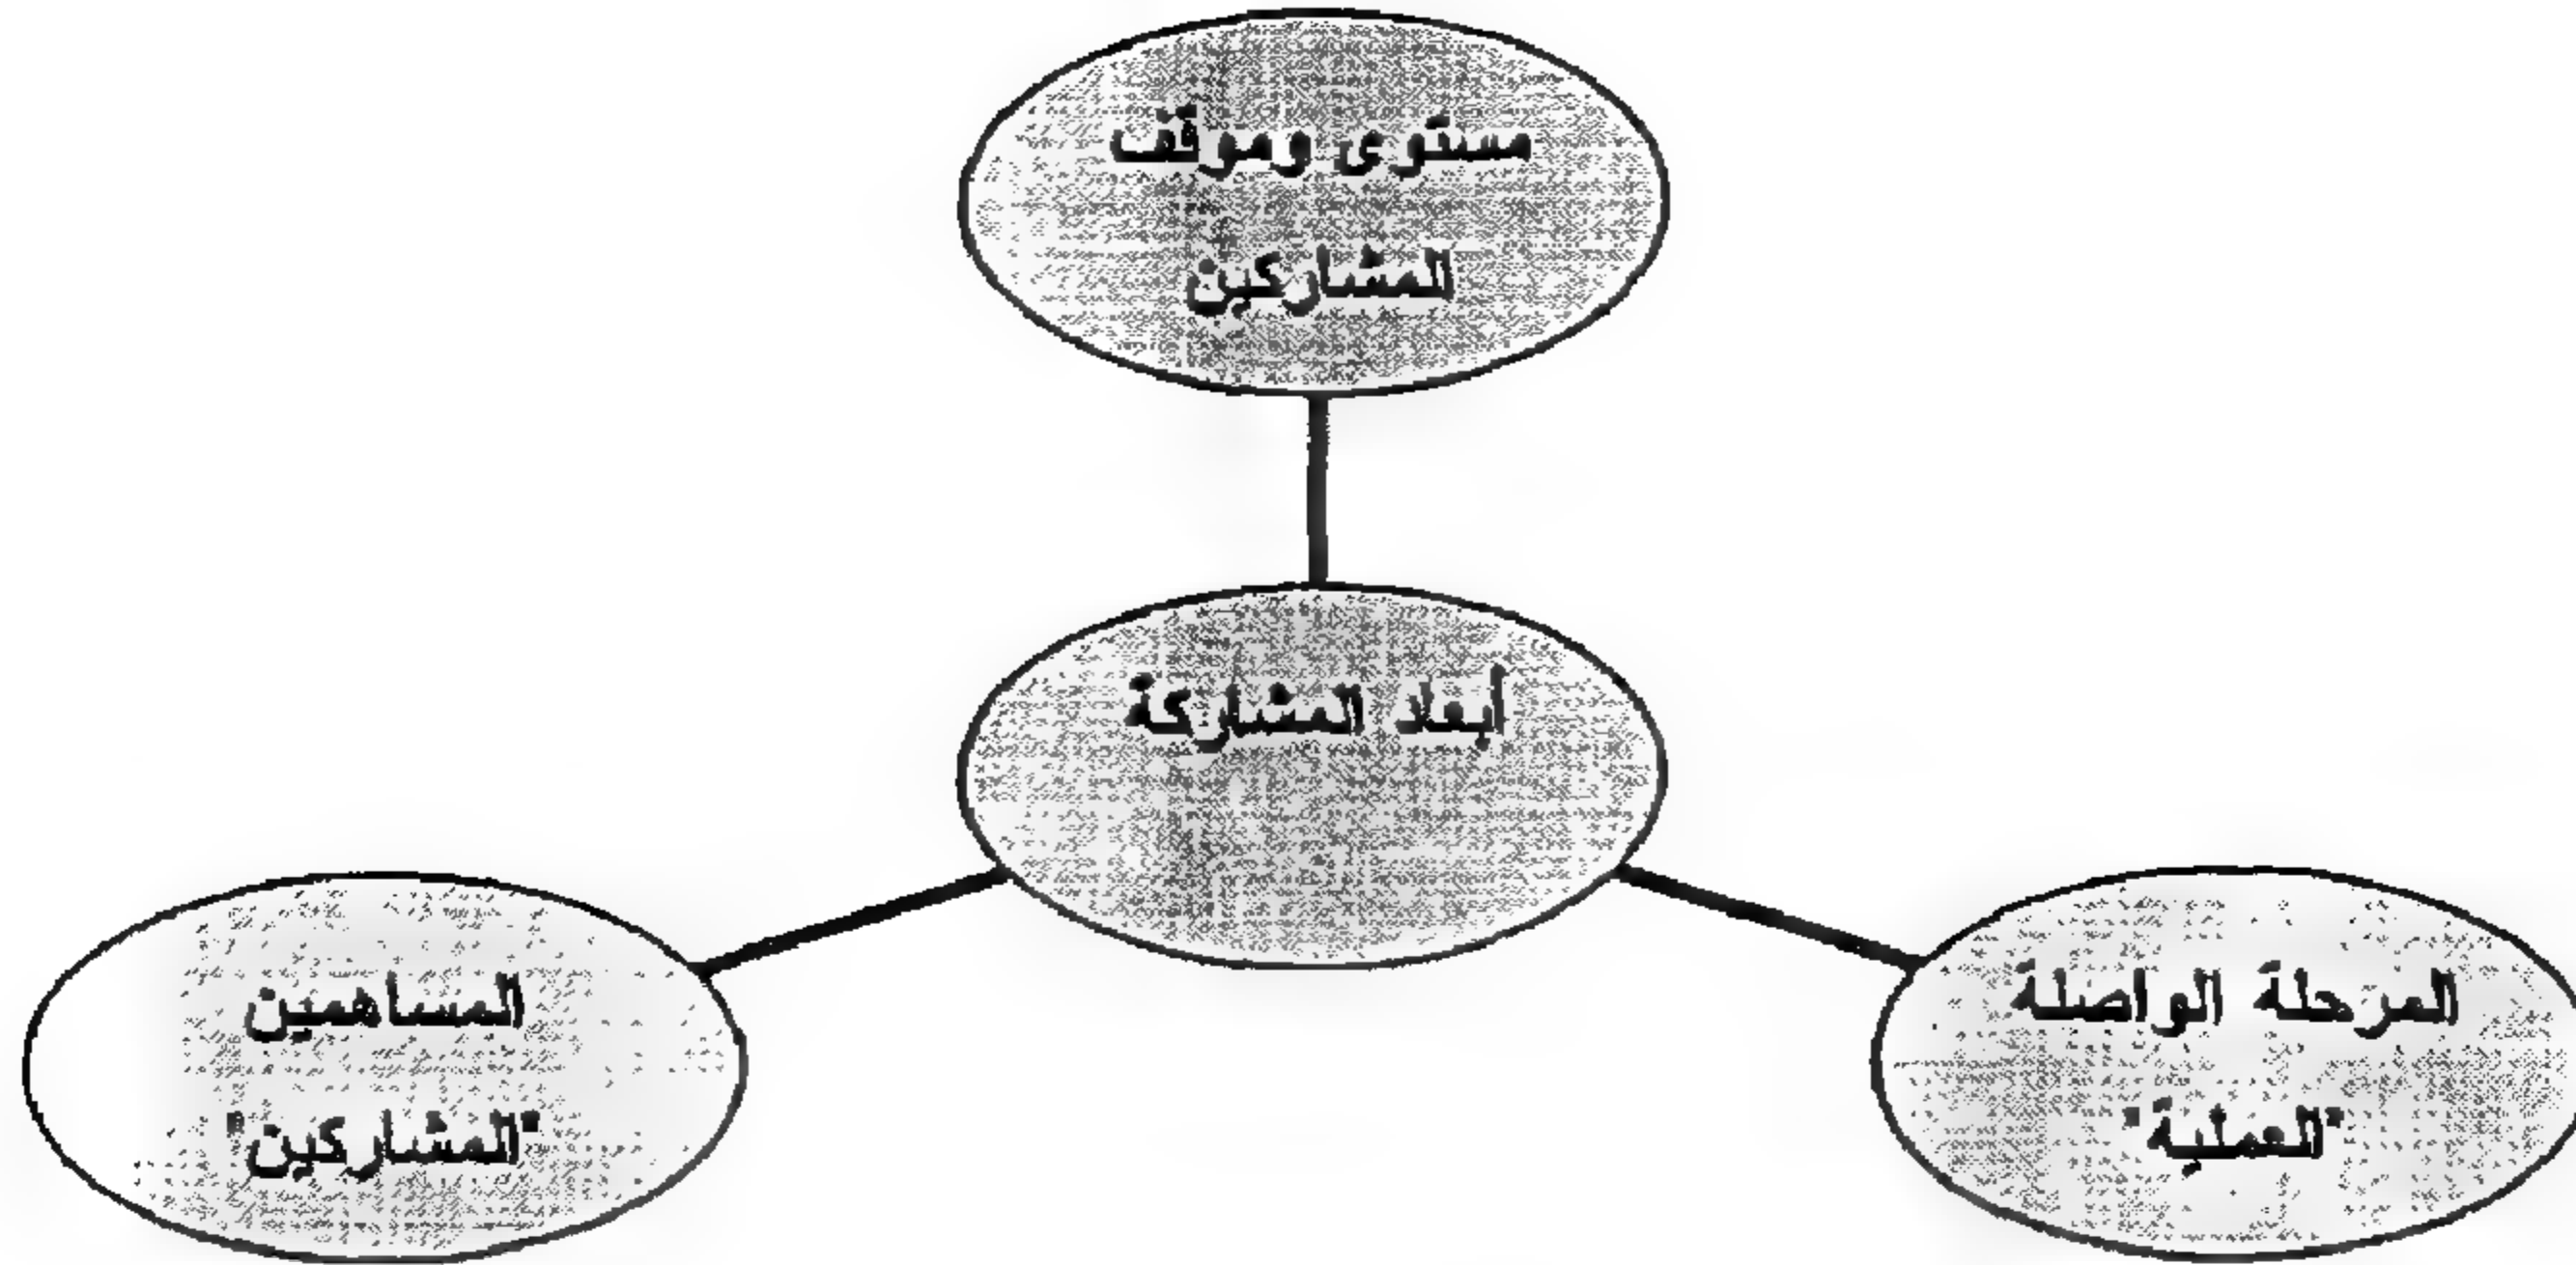 مستوى وموقف
المشاركين
أبعاد المشاركة
المرحلة الواصلة
"العملية"
المساهمين
"المشاركين"